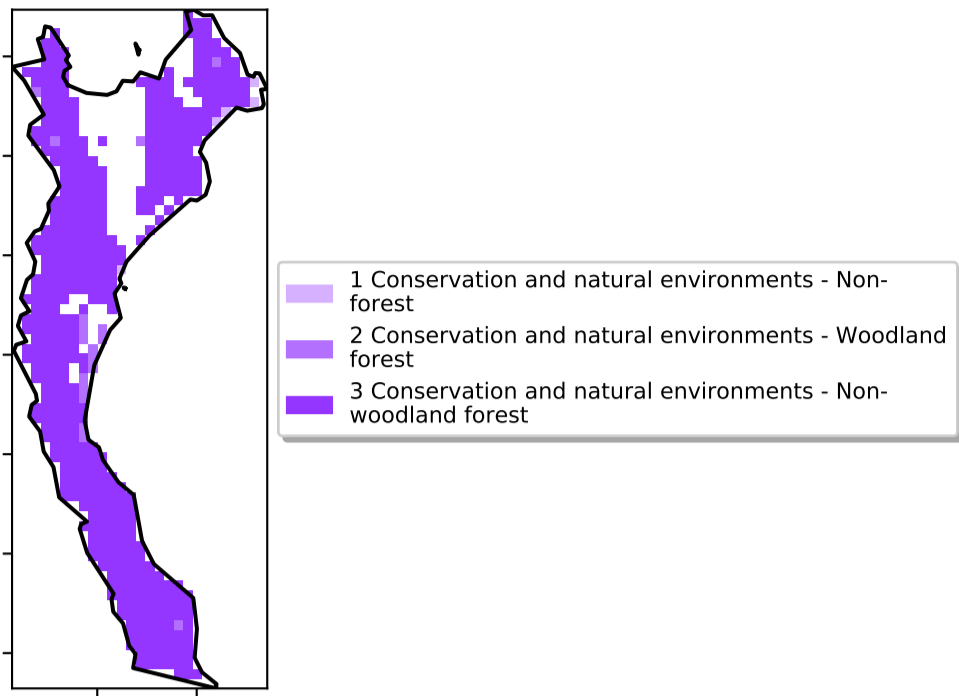 1 Conservation and natural environments - Non-
forest
2 Conservation and natural environments - Woodland
forest
3 Conservation and natural environments - Non-
woodland forest